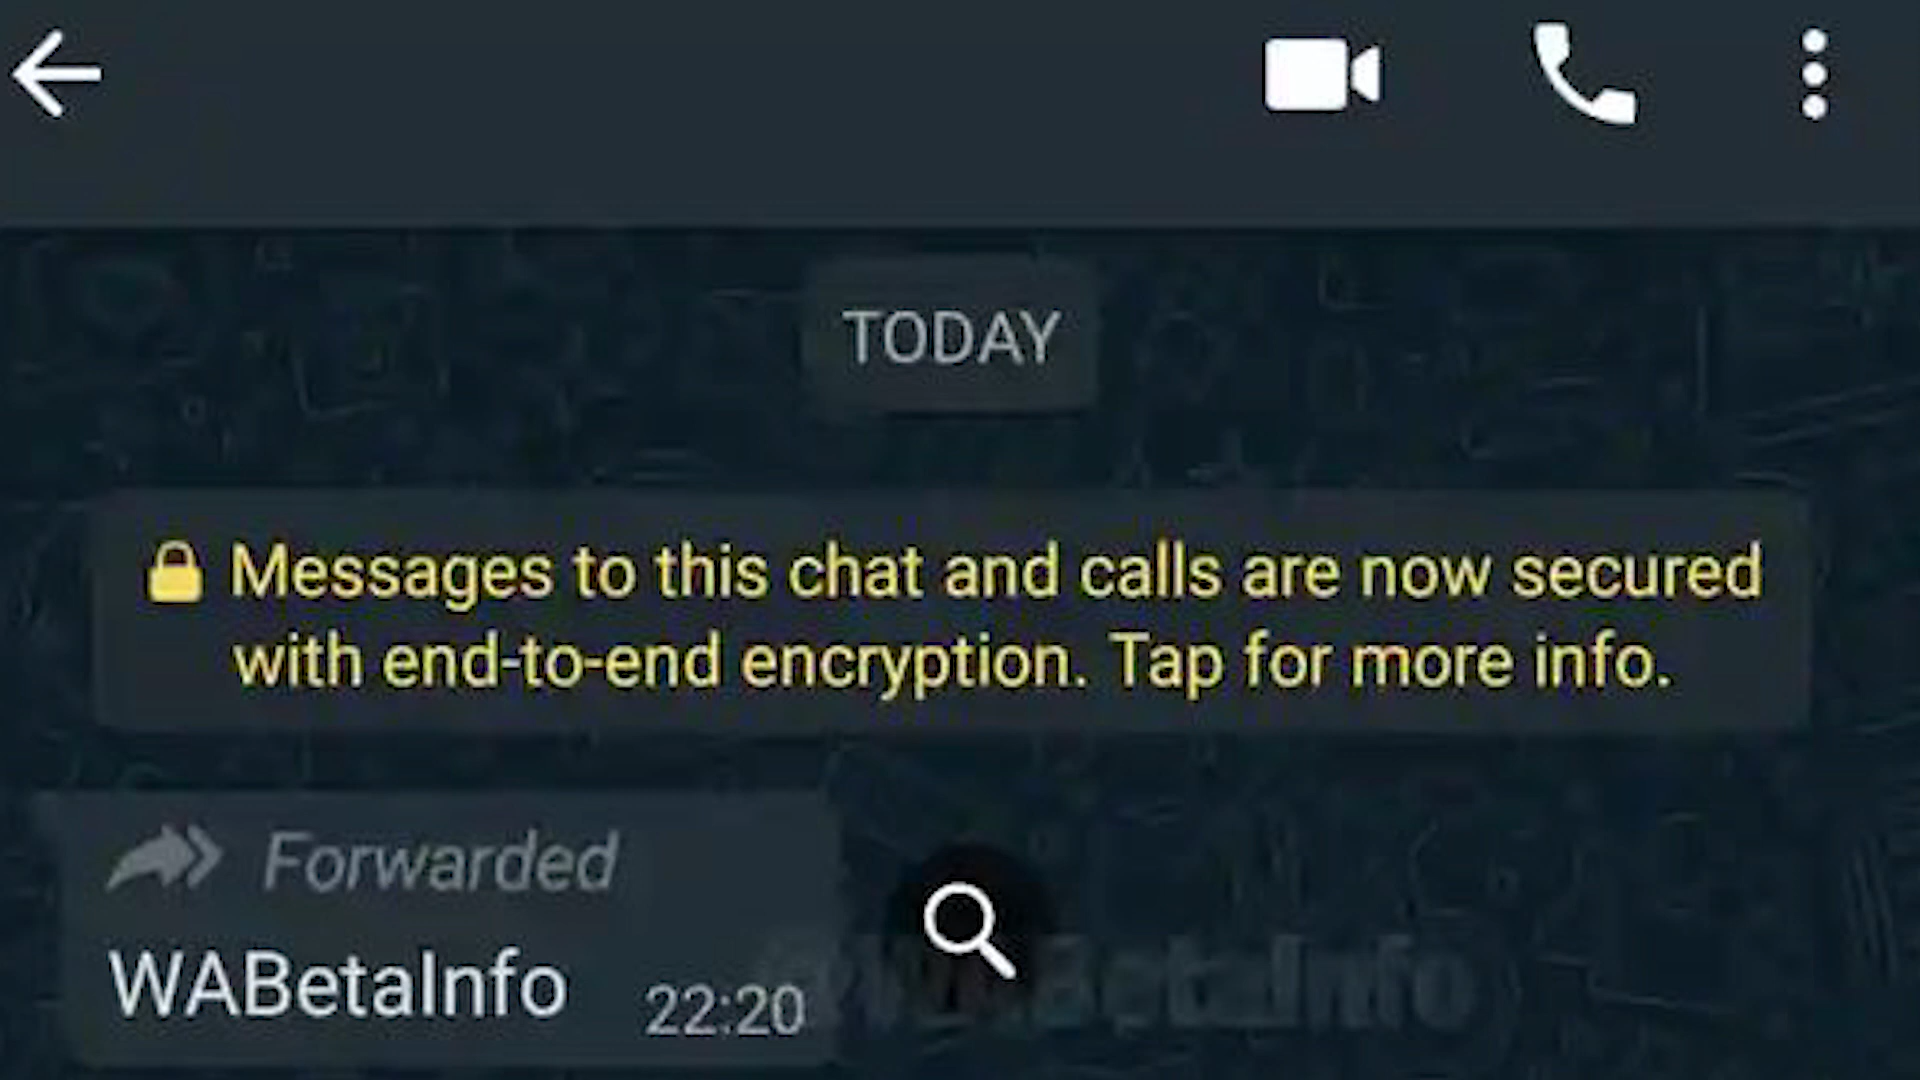 TODAY
Messages to this chat and calls are now secured
with end-to-end encryption. Tap for more info.
Forwarded
WABetaInfo
22:20